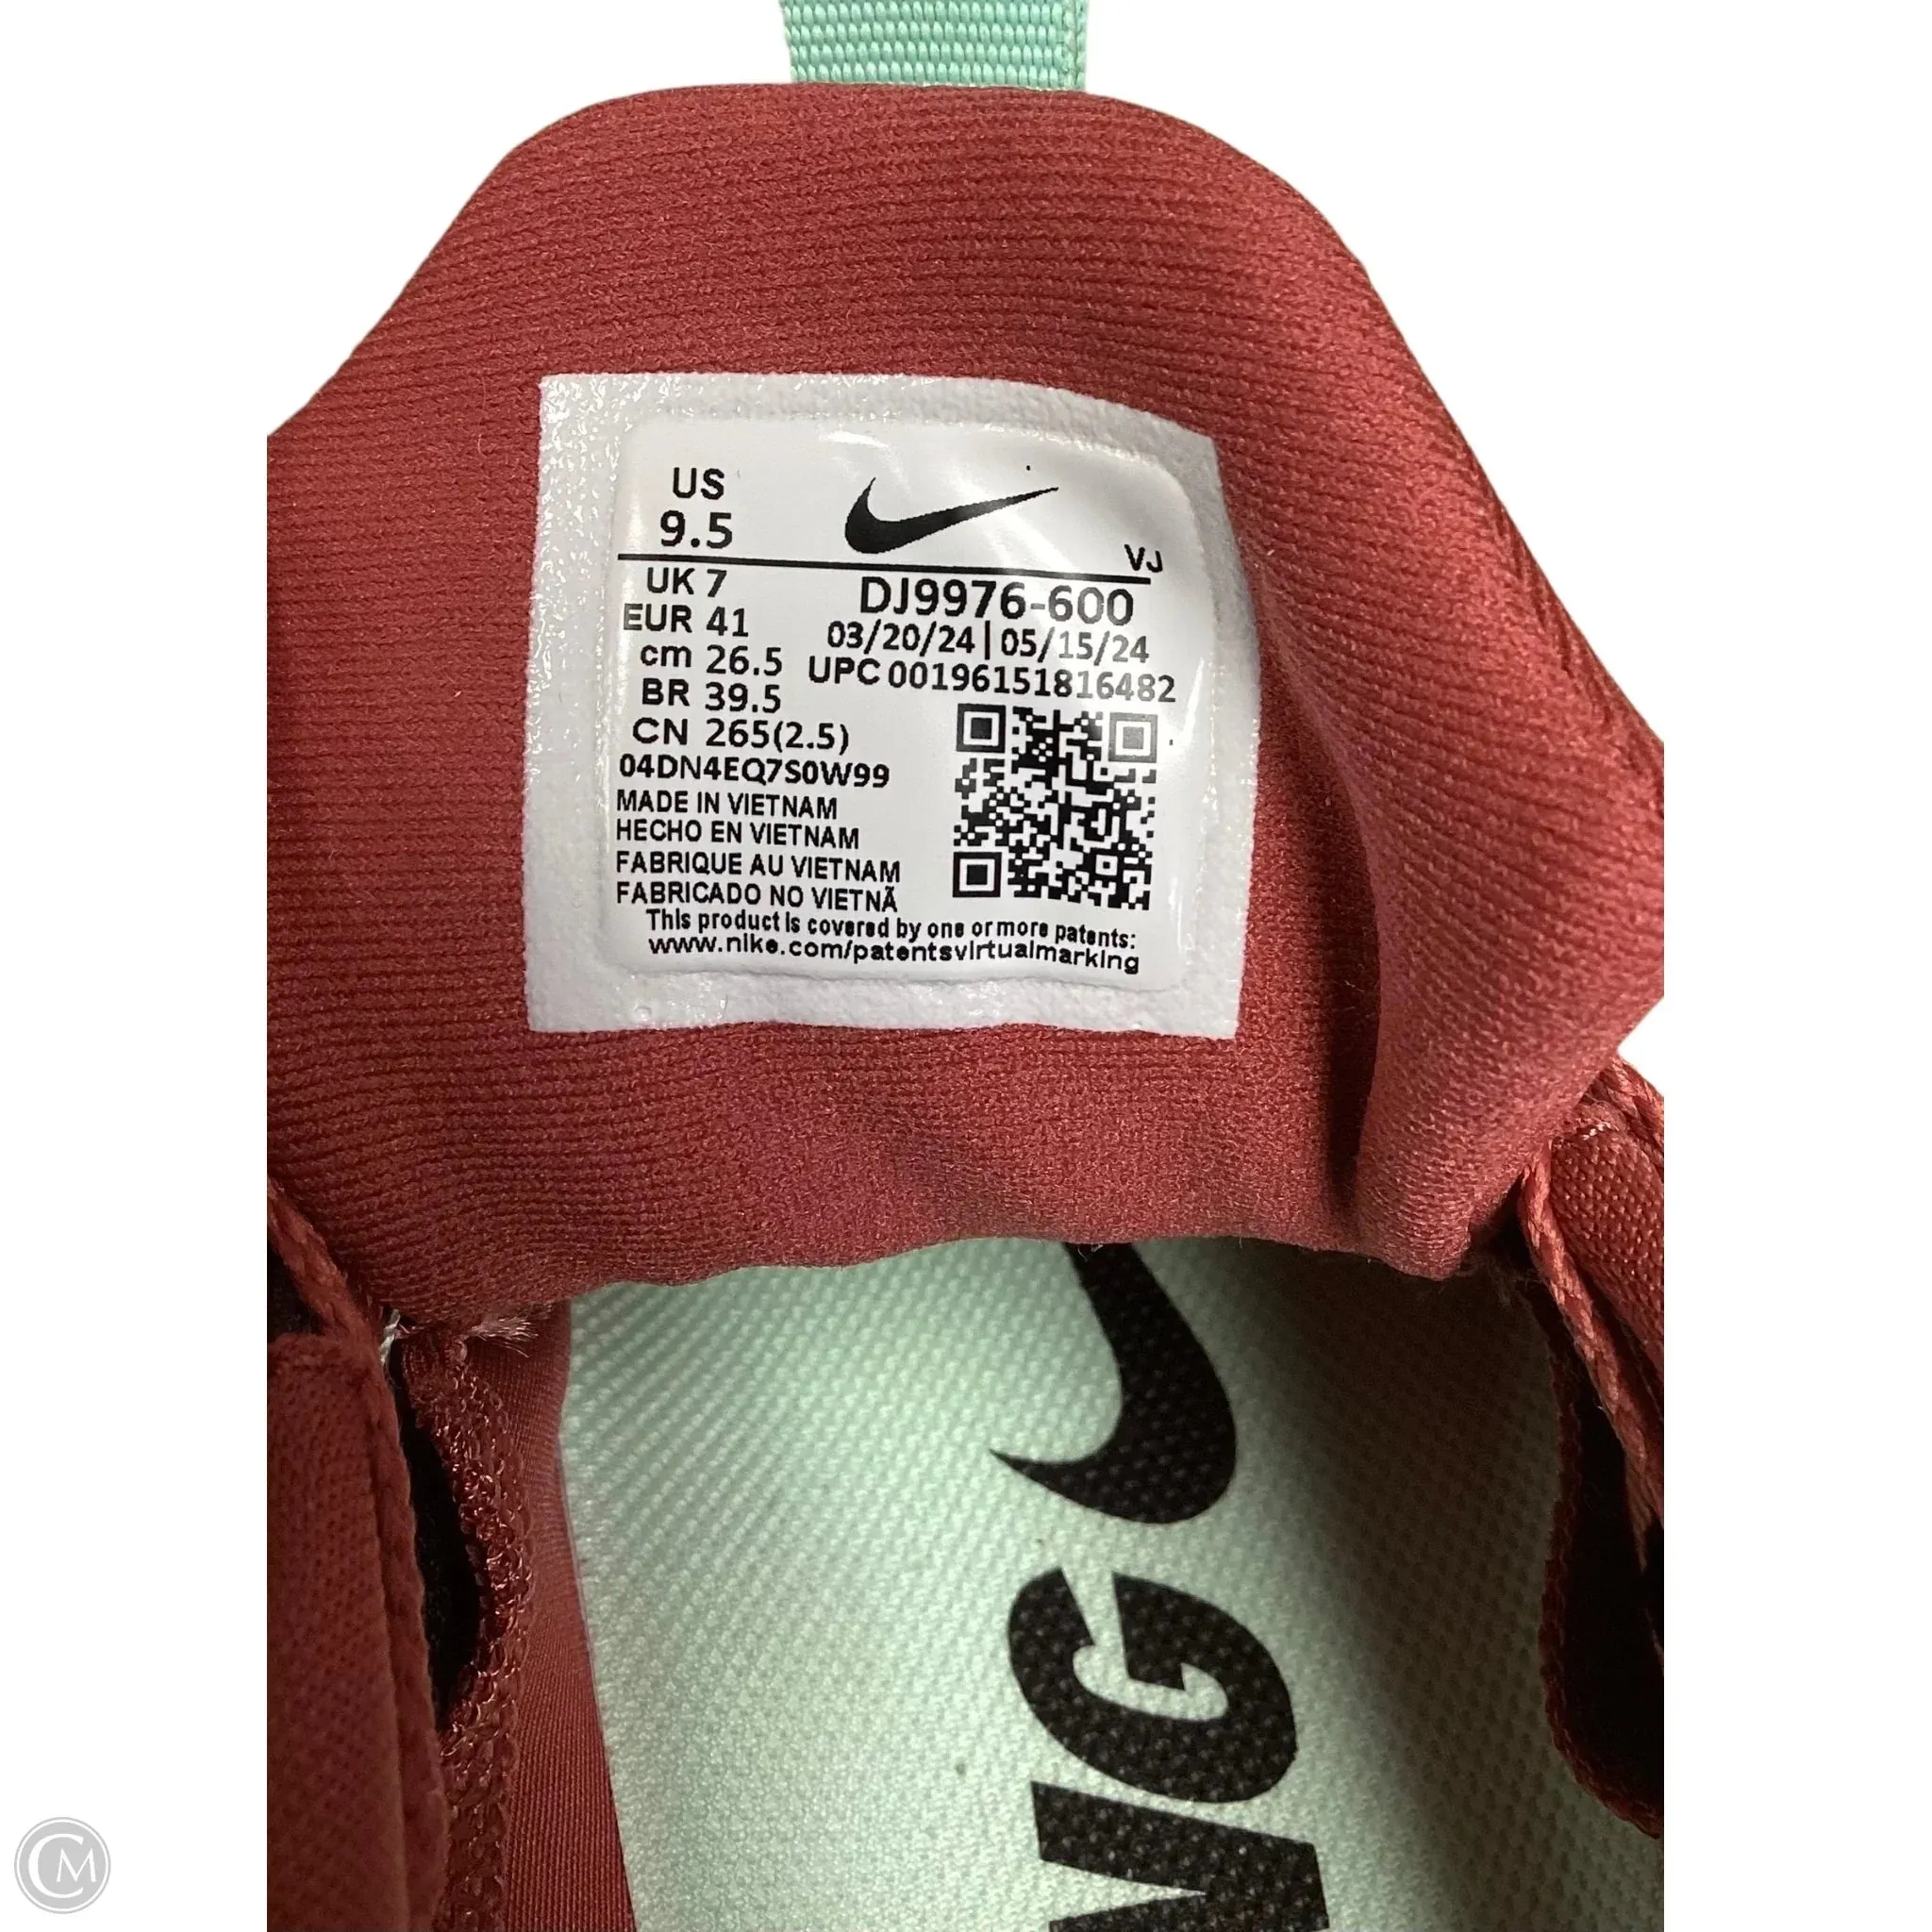 US
9.5
VJ
UK 7
DJ9976-600
EUR 41
03/20/24|05/15/24
cm 26.5
UPC 00196151816482
BR 39.5
CN 265(2.5)
04DN4EQ7S0W99
MADE IN VIETNAM
HECHO EN VIETNAM
FABRIQUE AU VIETNAM
FABRICADO NO VIETNÃ
This product is covered by one or more patents:
www.nike.com/patentsvirtualmarking
CM